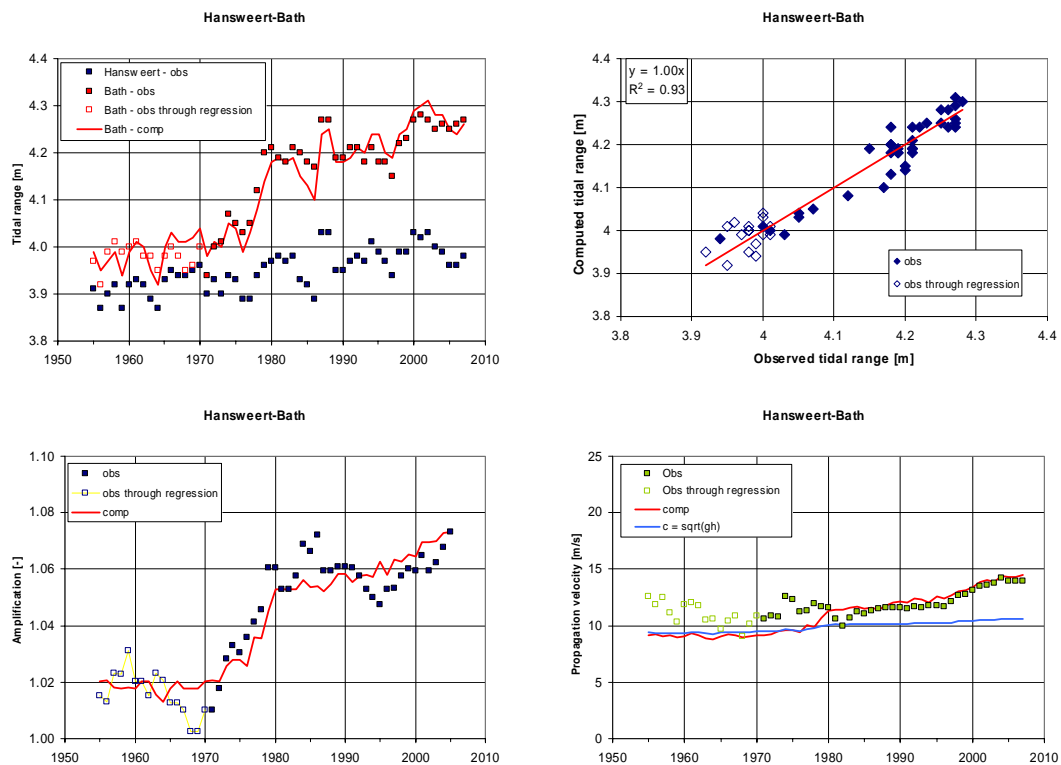 Hansweert-Bath
4.4
4.3
4.2
4.1
4.0
3.9
3.8
Tidal range [m]
Hansweert - obs
Bath - obs
Bath - obs through regression
Bath - comp
1950 1960 1970 1980 1990 2000 2010
Hansweert-Bath
4.4
4.3
4.2
4.1
4.0
3.9
3.8
Computed tidal range [m]
y = 1.00x
R² = 0.93
obs
obs through regression
3.8 3.9 4 4.1 4.2 4.3 4.4
Observed tidal range [m]
Hansweert-Bath
1.10
1.08
1.06
1.04
1.02
1.00
Amplification [-]
obs
obs through regression
comp
1950 1960 1970 1980 1990 2000 2010
Hansweert-Bath
25
20
15
10
5
0
Propagation velocity [m/s]
Obs
Obs through regression
comp
c = sqrt(gh)
1950 1960 1970 1980 1990 2000 2010